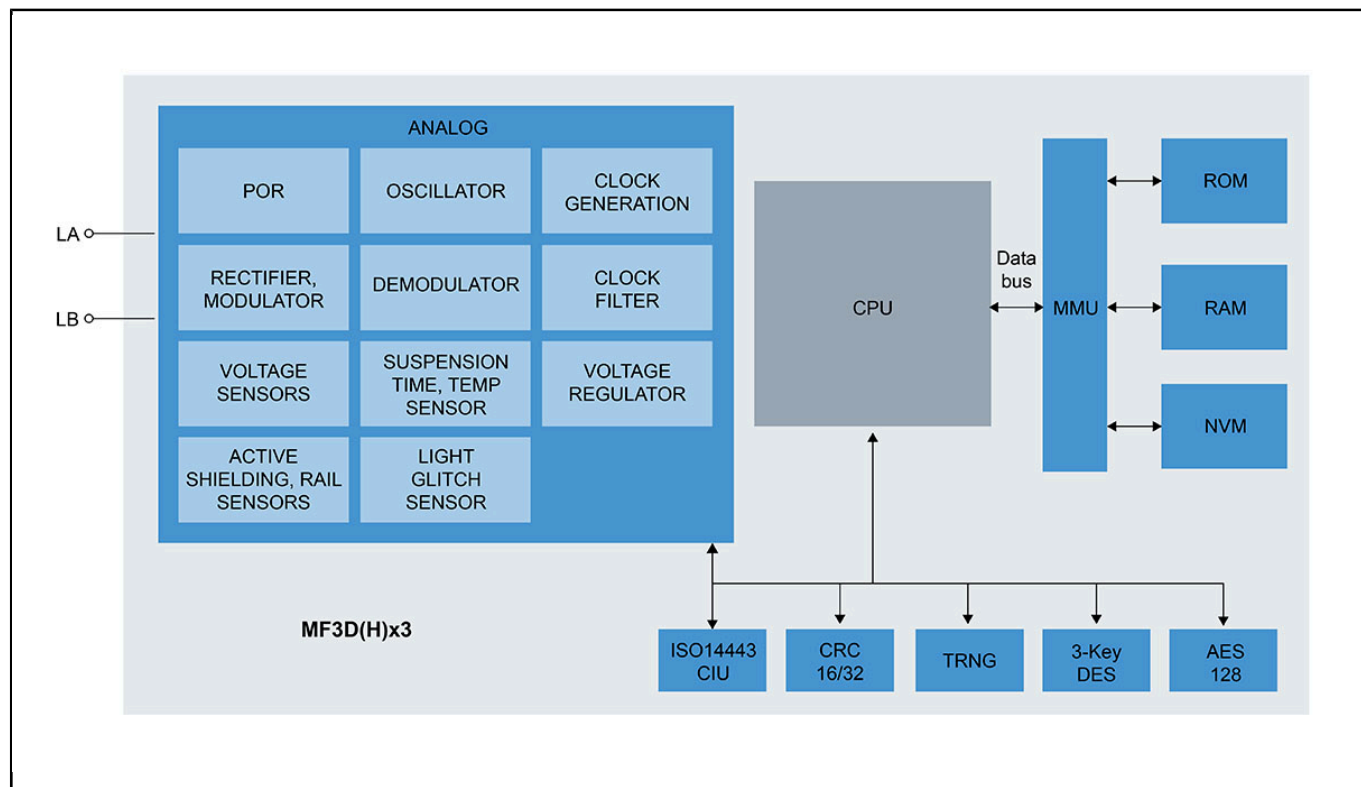 ANALOG
POR
OSCILLATOR
CLOCK
GENERATION
LA
RECTIFIER,
MODULATOR
DEMODULATOR
CLOCK
FILTER
LB
VOLTAGE
SENSORS
SUSPENSION
TIME, TEMP
SENSOR
VOLTAGE
REGULATOR
ACTIVE
SHIELDING, RAIL
SENSORS
LIGHT
GLITCH
SENSOR
CPU
Data
bus
MMU
ROM
RAM
NVM
MF3D(H)x3
ISO14443
CIU
CRC
16/32
TRNG
3-Key
DES
AES
128